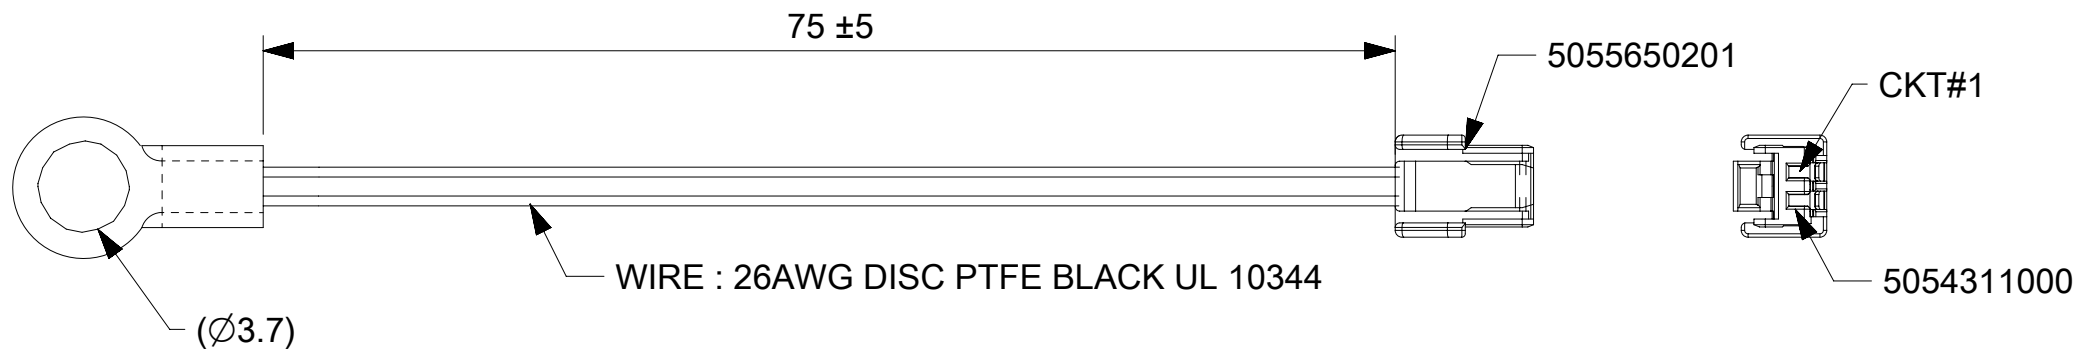 75 ±5
5055650201
CKT#1
WIRE : 26AWG DISC PTFE BLACK UL 10344
5054311000
(∅3.7)